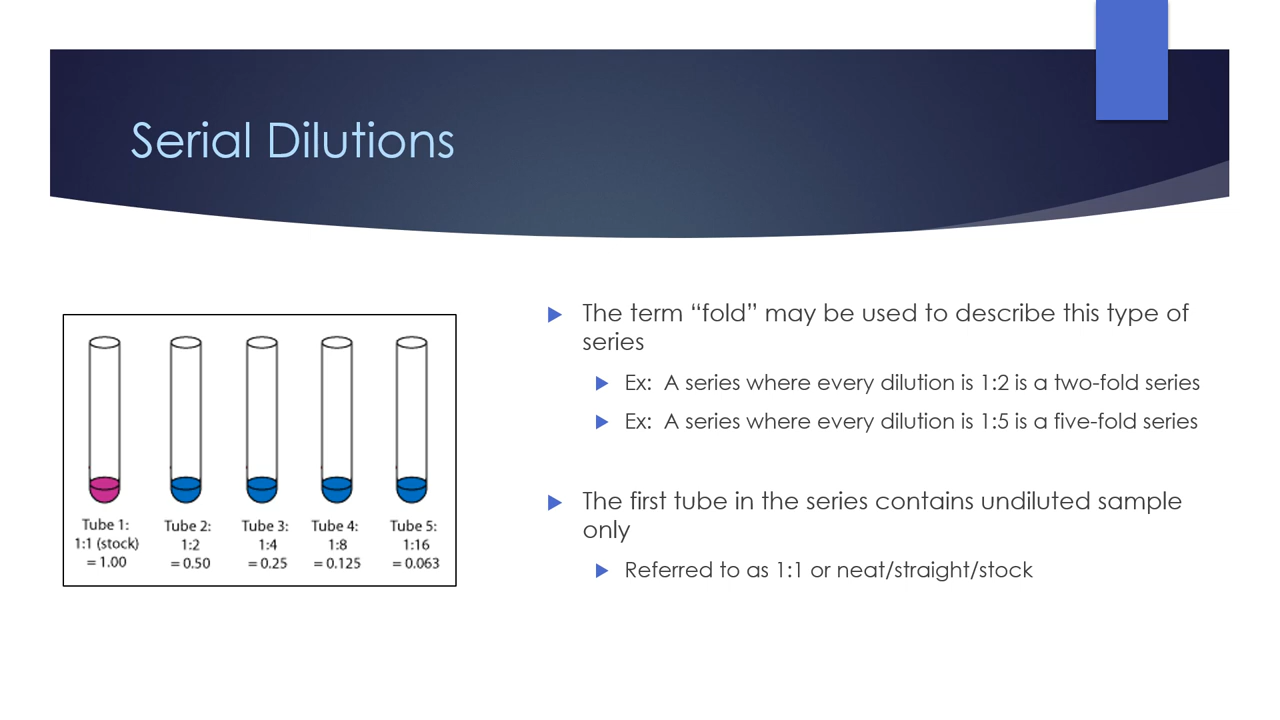 Serial Dilutions
Tube 1:
1:1 (stock)
= 1.00
Tube 2:
1:2
= 0.50
Tube 3:
1:4
= 0.25
Tube 4:
1:8
= 0.125
Tube 5:
1:16
= 0.063
The term “fold” may be used to describe this type of
series
Ex:  A series where every dilution is 1:2 is a two-fold series
Ex:  A series where every dilution is 1:5 is a five-fold series
The first tube in the series contains undiluted sample
only
Referred to as 1:1 or neat/straight/stock